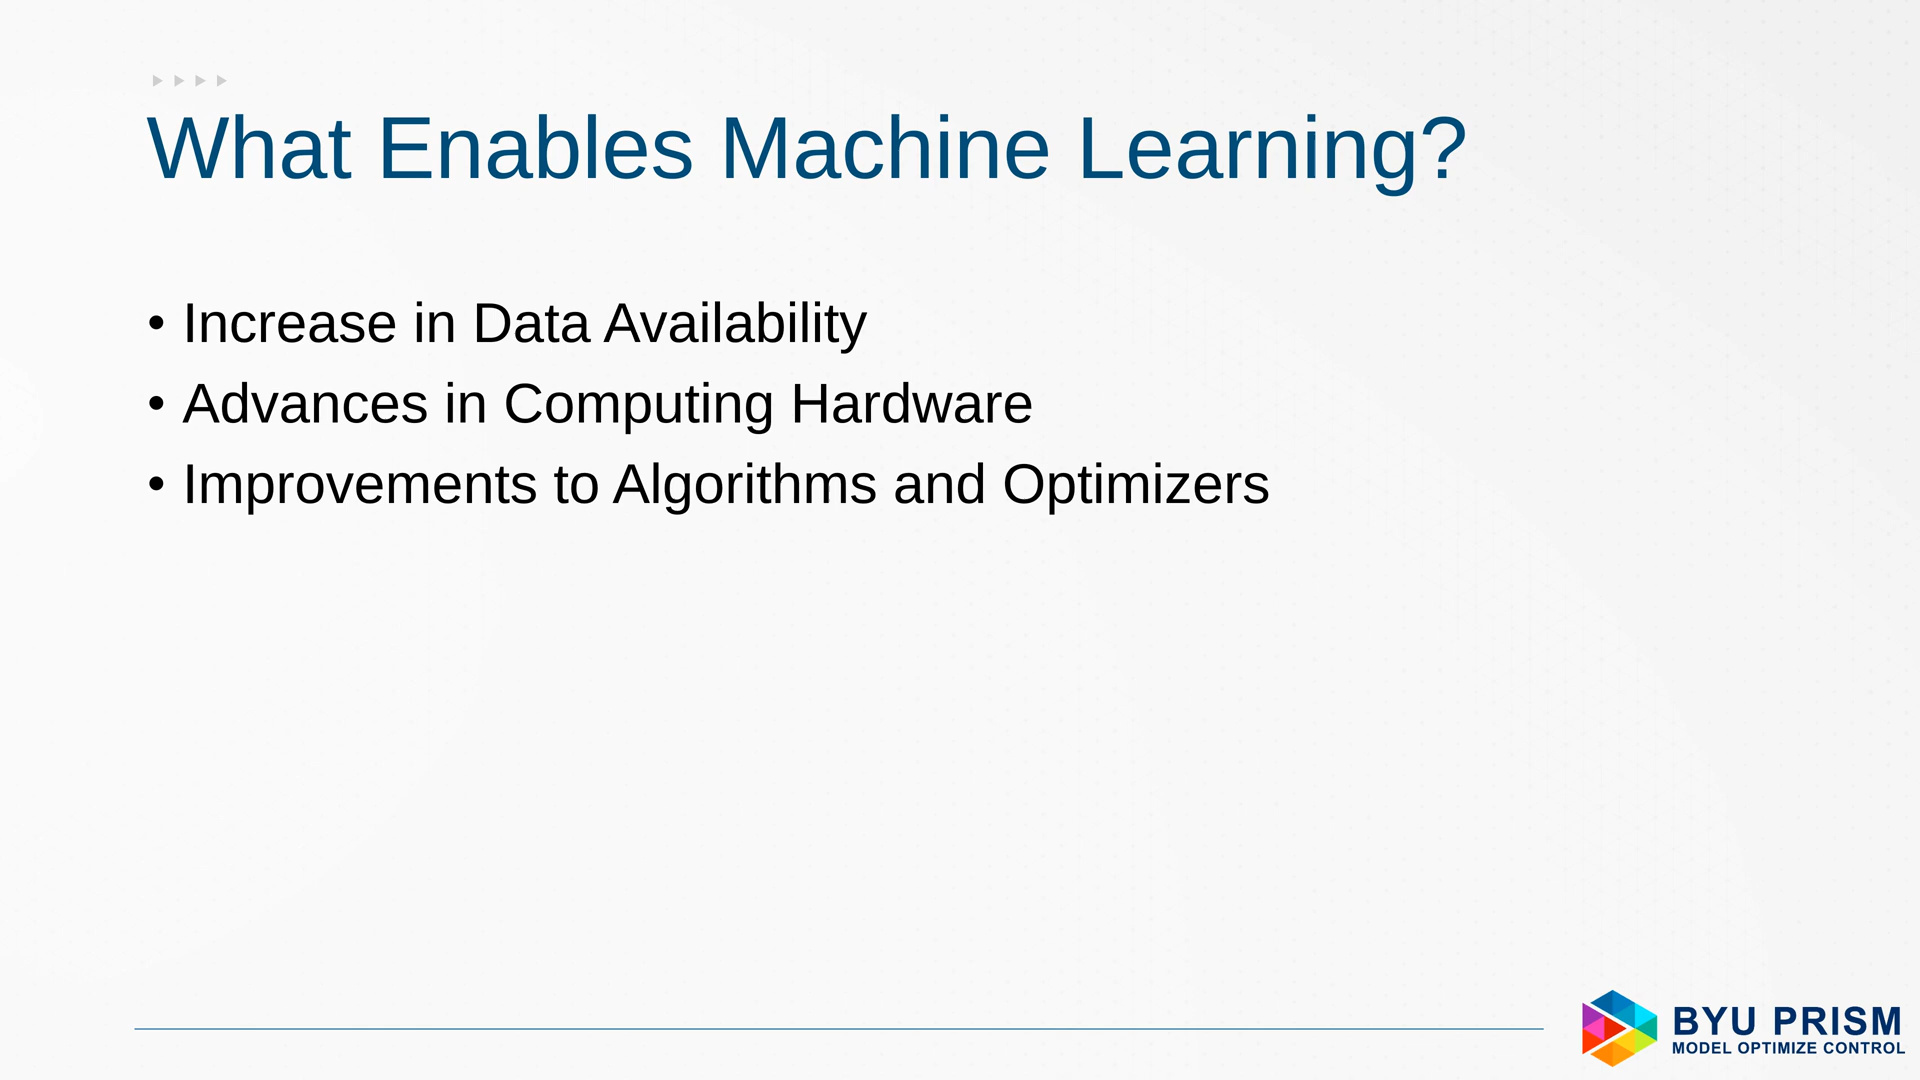 What Enables Machine Learning?
• Increase in Data Availability
• Advances in Computing Hardware
• Improvements to Algorithms and Optimizers
BYU PRISM
MODEL OPTIMIZE CONTROL